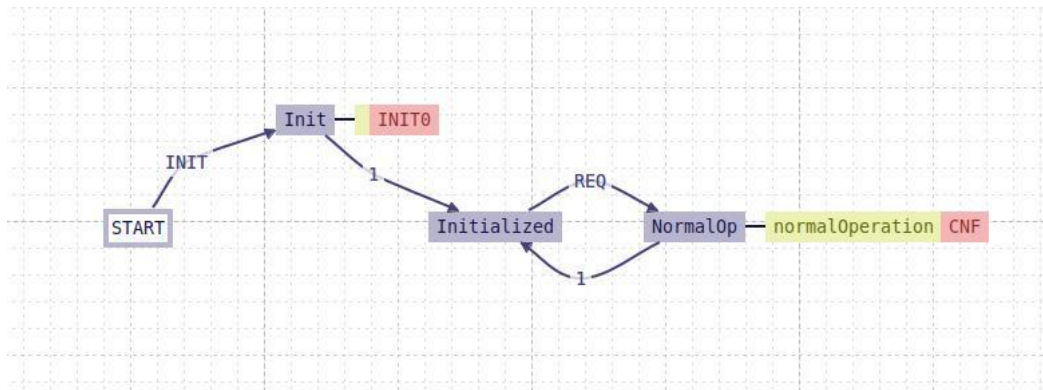 Init INIT0
INIT
1
REQ
START
Initialized
NormalOp normalOperation CNF
1